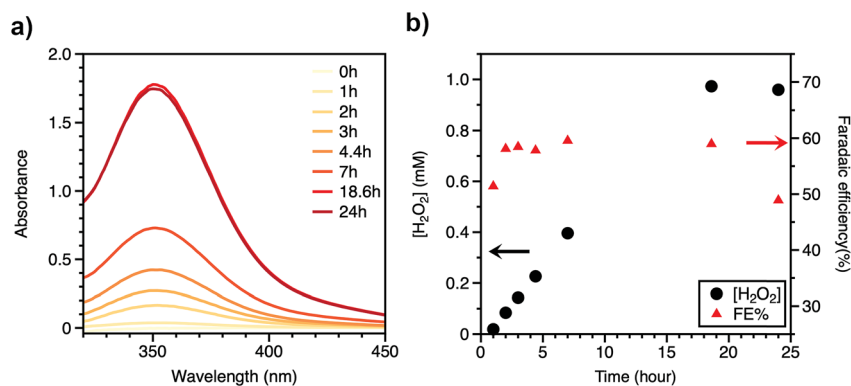 a)
Absorbance
2.0
1.5
1.0
0.5
0
350
400
450
Wavelength (nm)
0h
1h
2h
3h
4.4h
7h
18.6h
24h
b)
[H₂O₂] (mM)
1.0
0.8
0.6
0.4
0.2
0
0
5
10
15
20
25
Time (hour)
70
60
50
40
30
Faradaic efficiency(%)
[H₂O₂]
FE%